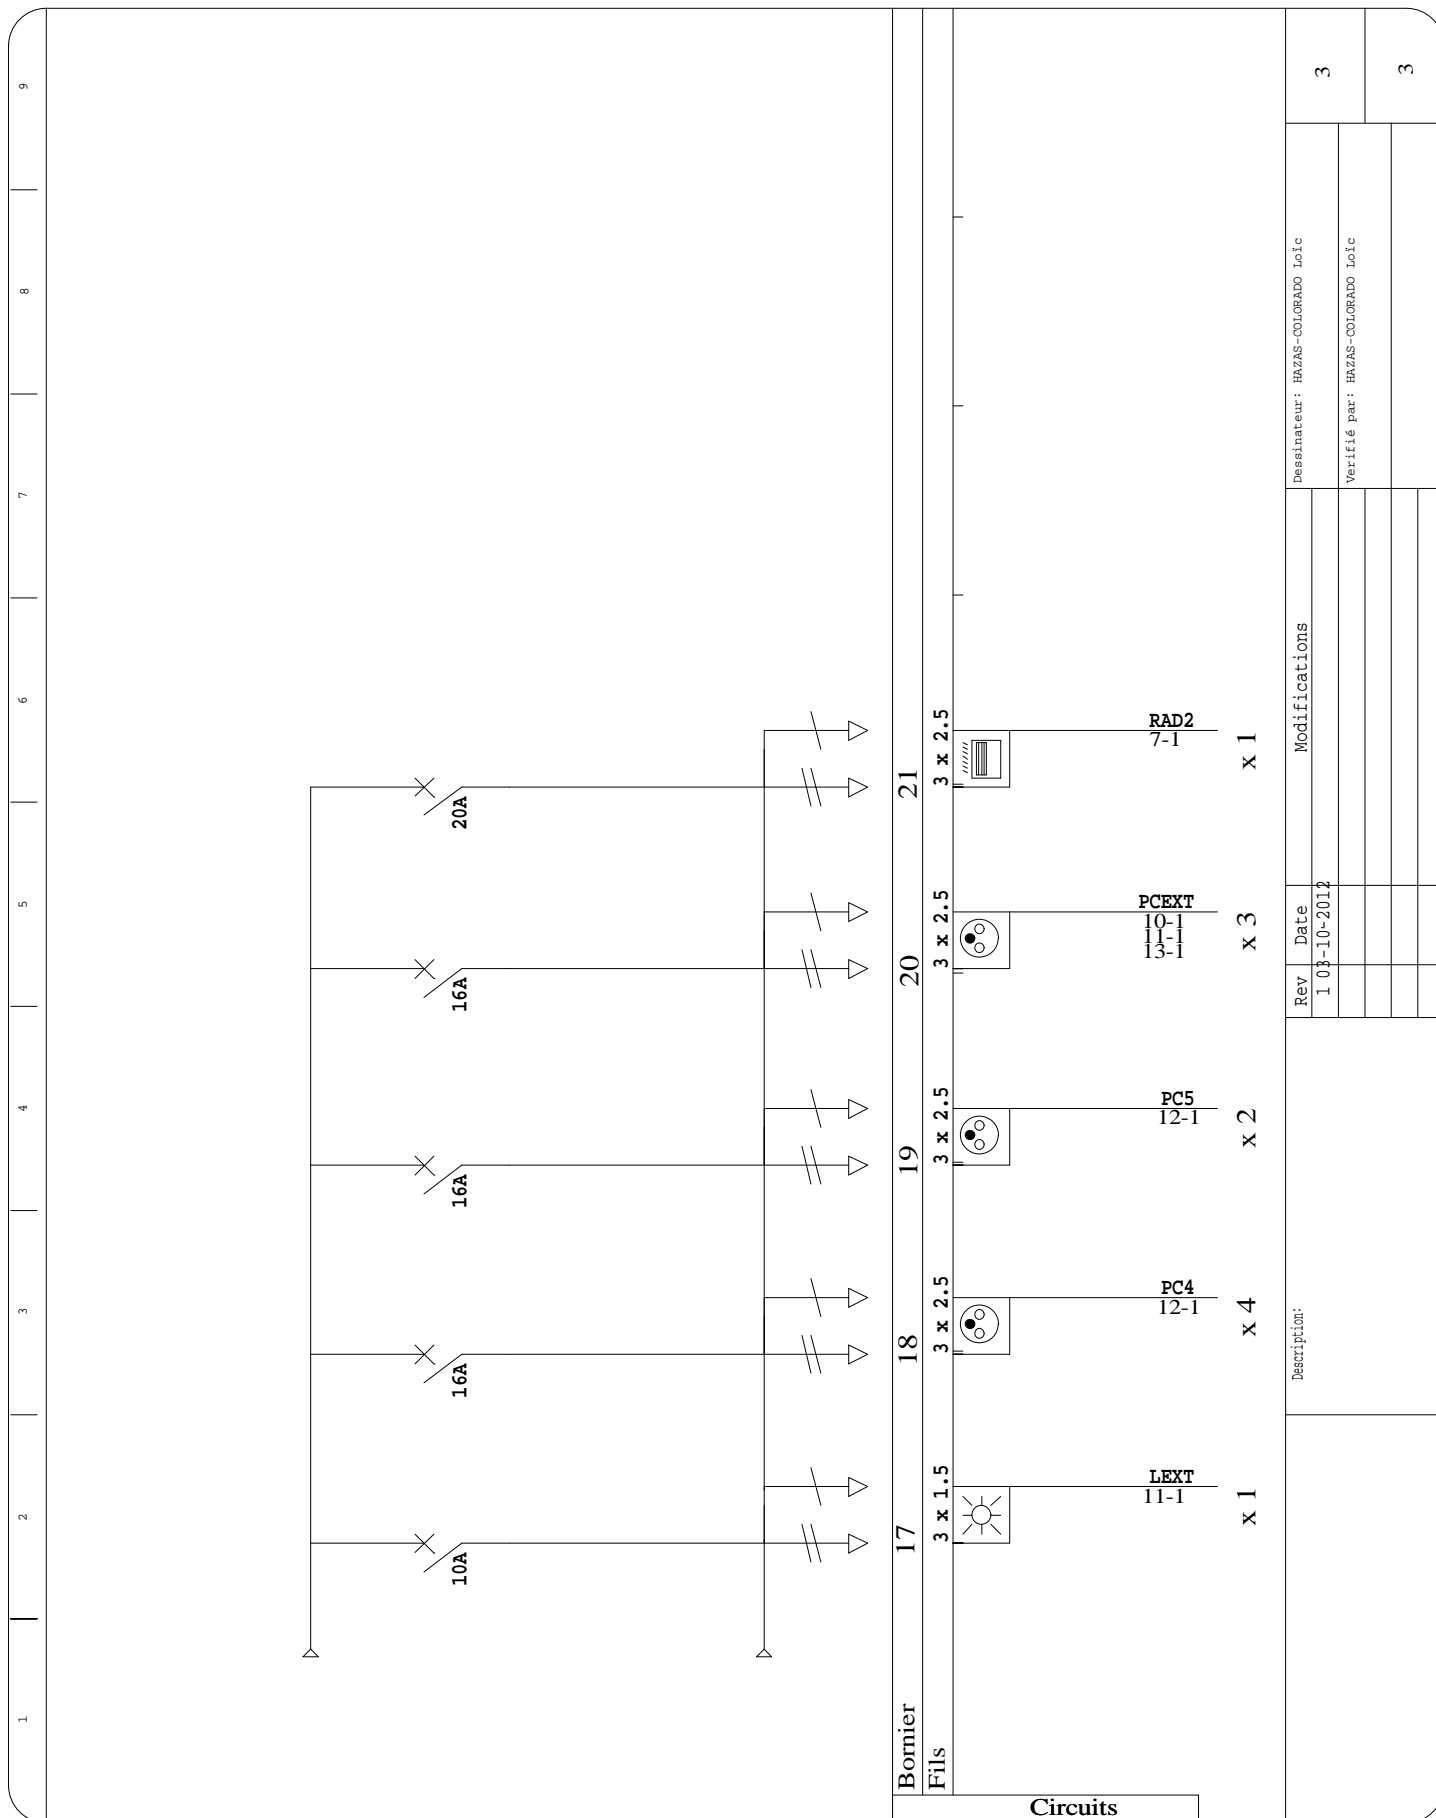 1
2
3
4
5
6
7
8
9
10A
16A
16A
16A
20A
Bornier
17
18
19
20
21
Fils
3 x 1.5
3 x 2.5
3 x 2.5
3 x 2.5
3 x 2.5
Circuits
LEXT
11-1
x 1
PC4
12-1
x 4
PC5
12-1
x 2
PCEXT
10-1
11-1
13-1
x 3
RAD2
7-1
x 1
Description:
Rev Date Modifications
1 03-10-2012
Dessinateur: HAZAS-COLORADO Loïc
Verifié par: HAZAS-COLORADO Loïc
3
3